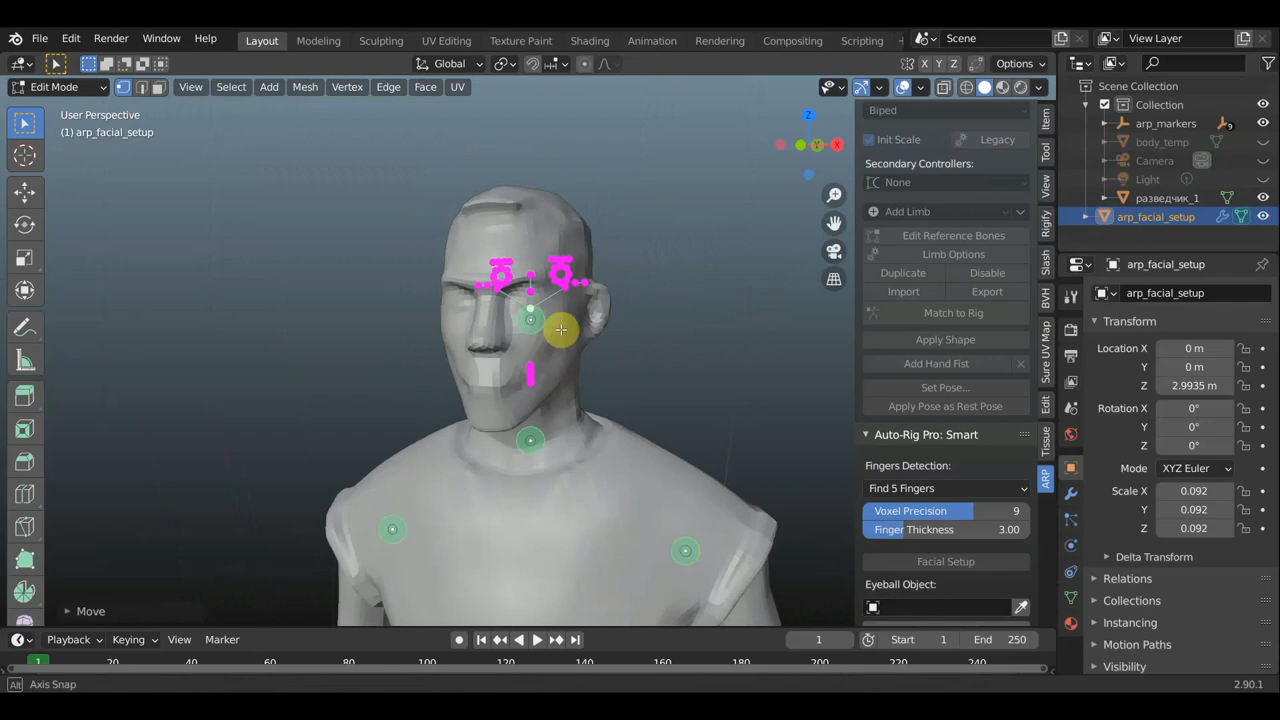 File Edit Render Window Help Layout Modeling Sculpting UV Editing Texture Paint Shading Animation Rendering Compositing Scripting Scene View Layer
Global X Y Z Options
Edit Mode View Select Add Mesh Vertex Edge Face UV
User Perspective
(1) arp_facial_setup
Z
Y X
Biped
Init Scale Legacy
Secondary Controllers:
None
Add Limb
Edit Reference Bones
Limb Options
Duplicate Disable
Import Export
Match to Rig
Apply Shape
Add Hand Fist
Set Pose...
Apply Pose as Rest Pose
Auto-Rig Pro: Smart
Fingers Detection:
Find 5 Fingers
Voxel Precision 9
Finger Thickness 3.00
Facial Setup
Eyeball Object:
Item
Tool
View
Rigify
Slash
BVH
Sure UV Map
Edit
Tissue
ARP
Scene Collection
Collection
arp_markers 9
body_temp
Camera
Light
разведчик_1
arp_facial_setup
arp_facial_setup
arp_facial_setup
Transform
Location X 0 m
Y 0 m
Z 2.9935 m
Rotation X 0°
Y 0°
Z 0°
Mode XYZ Euler
Scale X 0.092
Y 0.092
Z 0.092
Delta Transform
Relations
Collections
Instancing
Motion Paths
Visibility
Move
Playback Keying View Marker 1 Start 1 End 250
1 20 40 60 80 100 120 140 160 180 200 220 240
Alt Axis Snap 2.90.1